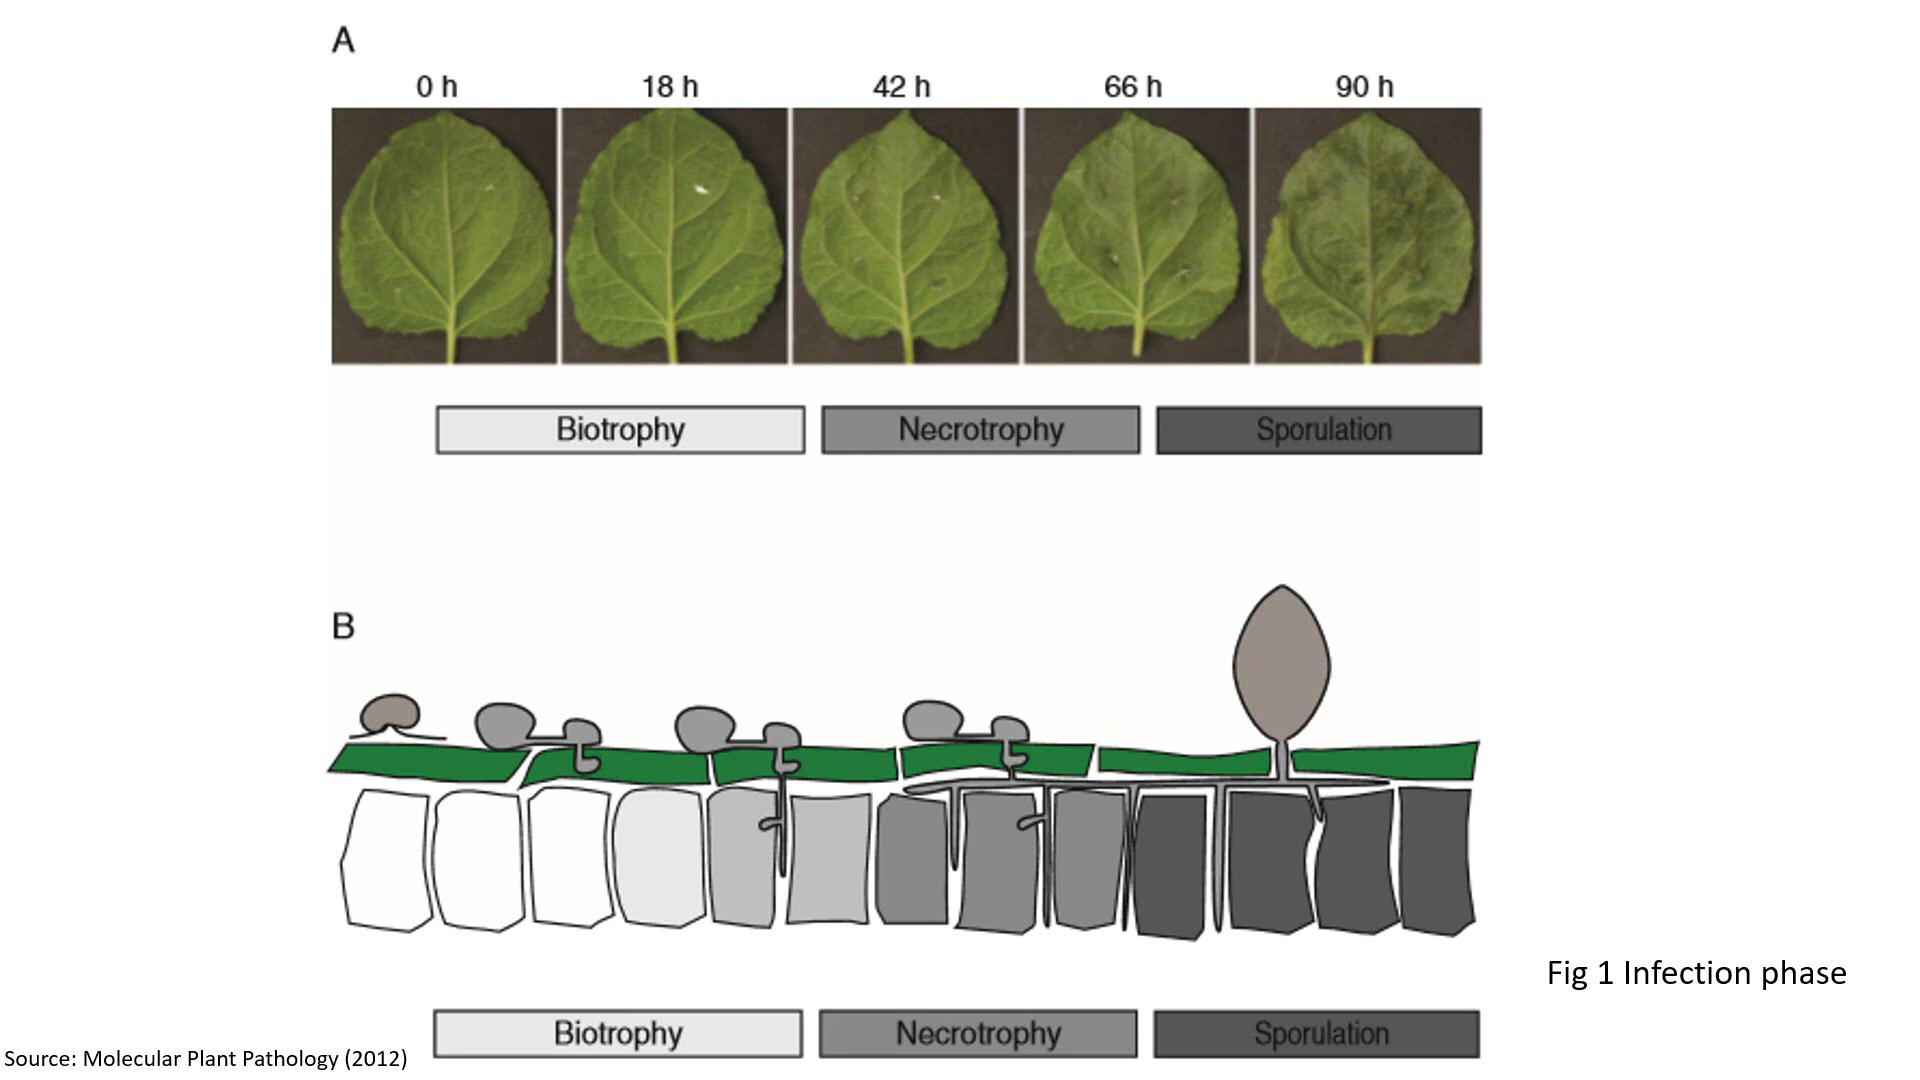 A
0 h
18 h
42 h
66 h
90 h
Biotrophy
Necrotrophy
Sporulation
B
Fig 1 Infection phase
Biotrophy
Necrotrophy
Sporulation
Source: Molecular Plant Pathology (2012)